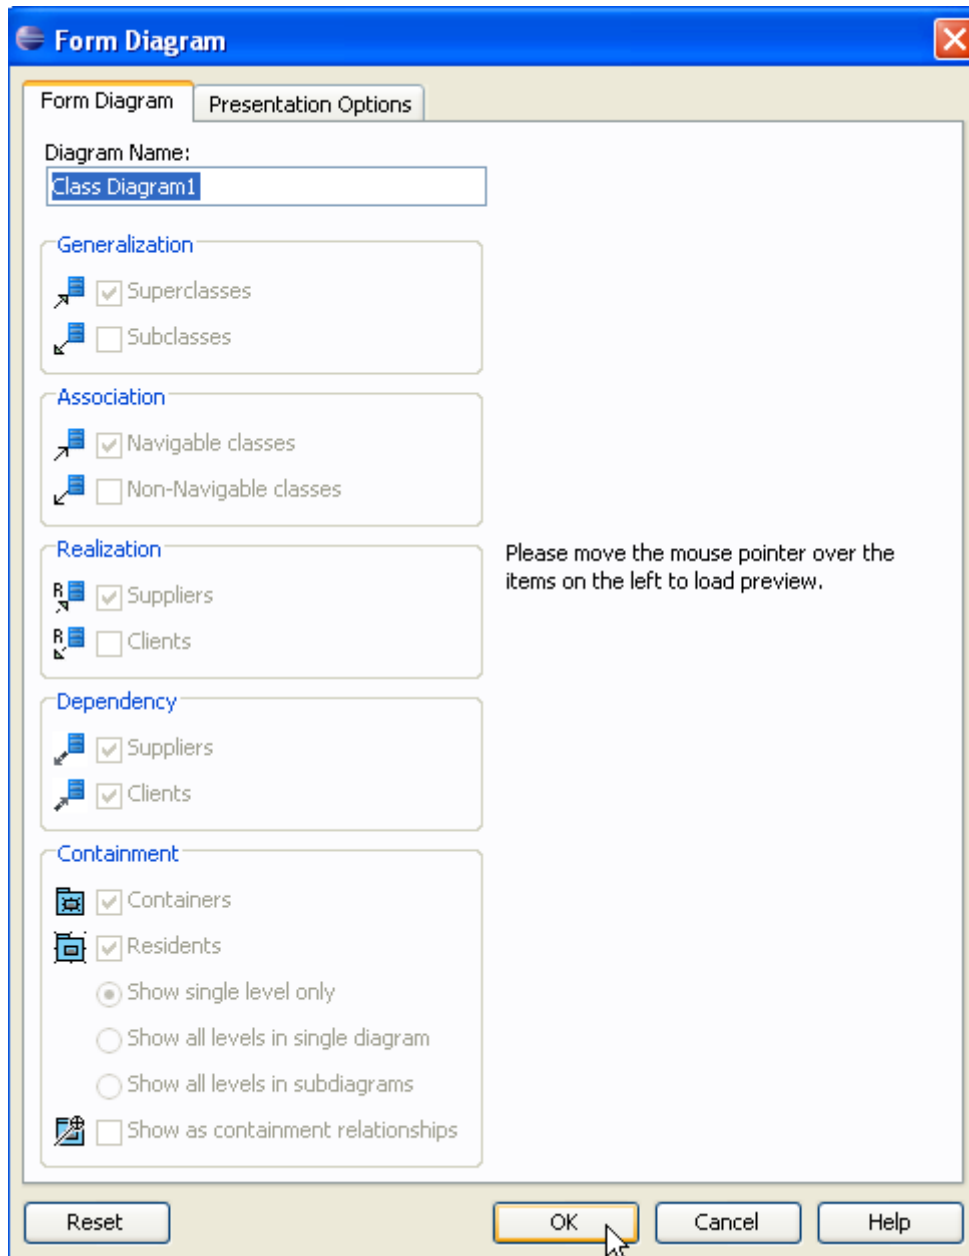 Form Diagram
Form Diagram
Presentation Options
Diagram Name:
Class Diagram1
Generalization
Superclasses
Subclasses
Association
Navigable classes
Non-Navigable classes
Realization
R
Suppliers
R
Clients
Please move the mouse pointer over the
items on the left to load preview.
Dependency
Suppliers
Clients
Containment
Containers
Residents
Show single level only
Show all levels in single diagram
Show all levels in subdiagrams
Show as containment relationships
Reset
OK
Cancel
Help